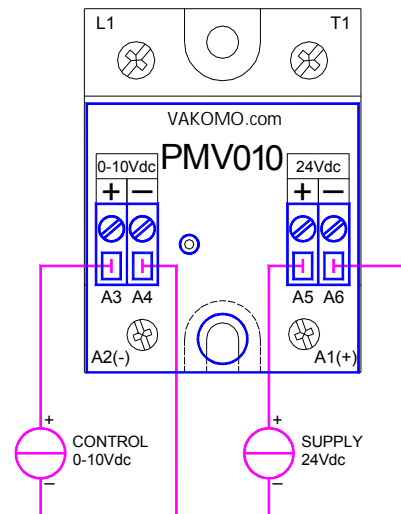 L1 T1
VAKOMO.com
PMV010
0-10Vdc 24Vdc
+ − + −
A3 A4 A5 A6
A2(-) A1(+)
+ +
CONTROL
0-10Vdc
SUPPLY
24Vdc
− −